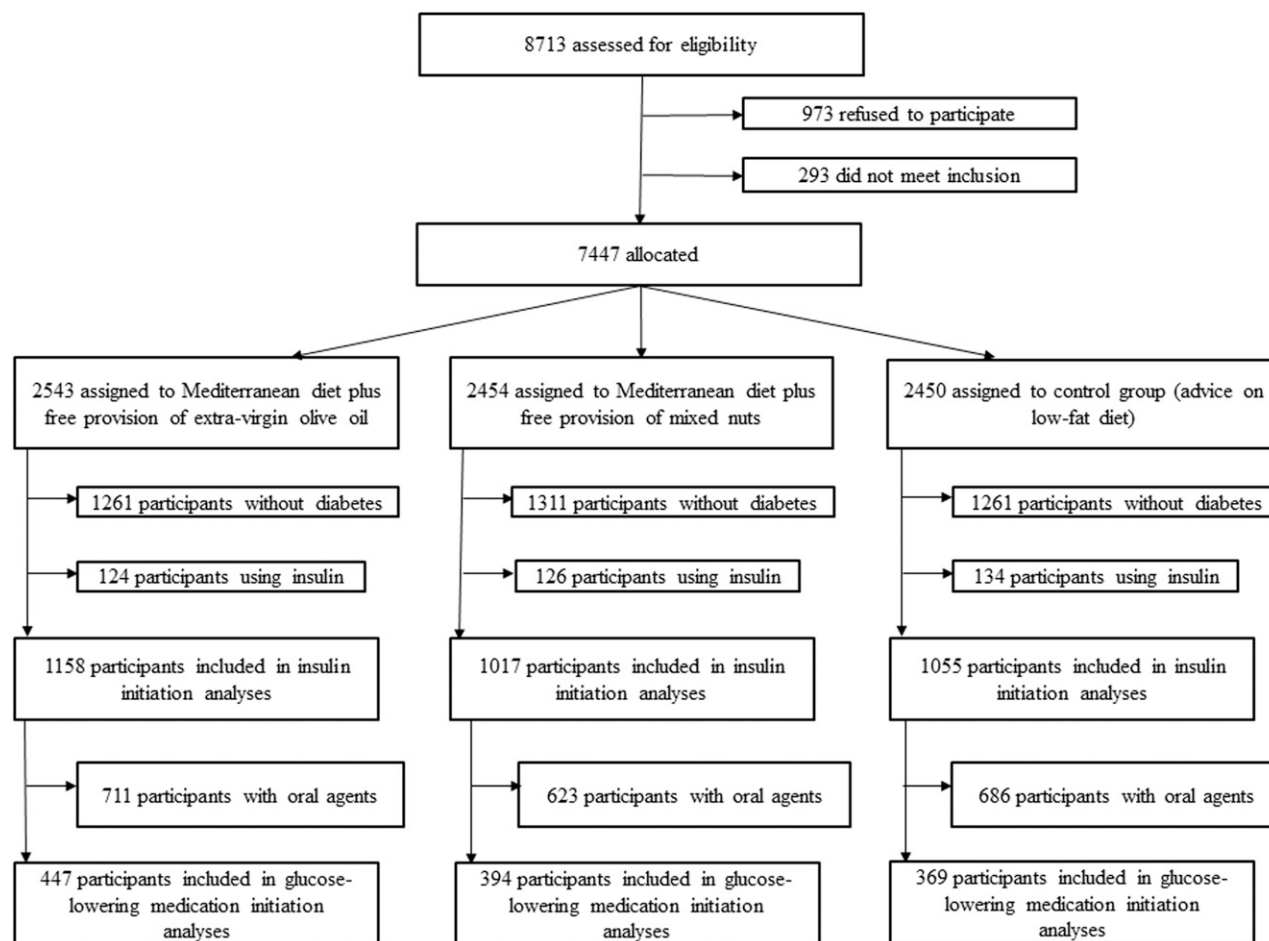 8713 assessed for eligibility
973 refused to participate
293 did not meet inclusion
7447 allocated
2543 assigned to Mediterranean diet plus
free provision of extra-virgin olive oil
2454 assigned to Mediterranean diet plus
free provision of mixed nuts
2450 assigned to control group (advice on
low-fat diet)
1261 participants without diabetes
1311 participants without diabetes
1261 participants without diabetes
124 participants using insulin
126 participants using insulin
134 participants using insulin
1158 participants included in insulin
initiation analyses
1017 participants included in insulin
initiation analyses
1055 participants included in insulin
initiation analyses
711 participants with oral agents
623 participants with oral agents
686 participants with oral agents
447 participants included in glucose-
lowering medication initiation
analyses
394 participants included in glucose-
lowering medication initiation
analyses
369 participants included in glucose-
lowering medication initiation
analyses